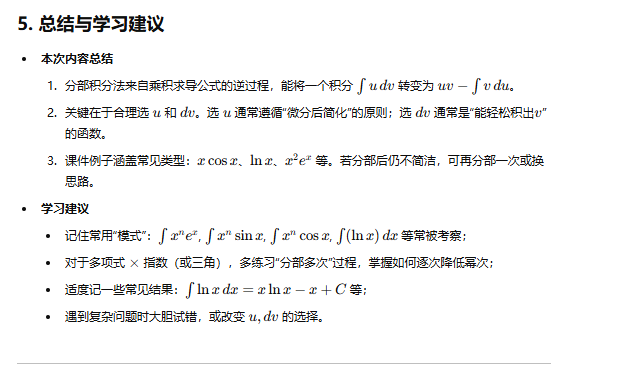 5. 总结与学习建议
• 本次内容总结
1. 分部积分法来自乘积求导公式的逆过程，能将一个积分 ∫ u dv 转变为 uv − ∫ v du。
2. 关键在于合理选 u 和 dv。选 u 通常遵循“微分后简化”的原则；选 dv 通常是“能轻松积出v”
的函数。
3. 课件例子涵盖常见类型：x cos x、ln x、x²eˣ 等。若分部后仍不简洁，可再分部一次或换
思路。
• 学习建议
• 记住常用“模式”：∫ xⁿeˣ, ∫ xⁿ sin x, ∫ xⁿ cos x, ∫(ln x) dx 等常被考察；
• 对于多项式 × 指数（或三角），多练习“分部多次”过程，掌握如何逐次降低幂次；
• 适度记一些常见结果：∫ ln x dx = x ln x − x + C 等；
• 遇到复杂问题时大胆试错，或改变 u, dv 的选择。